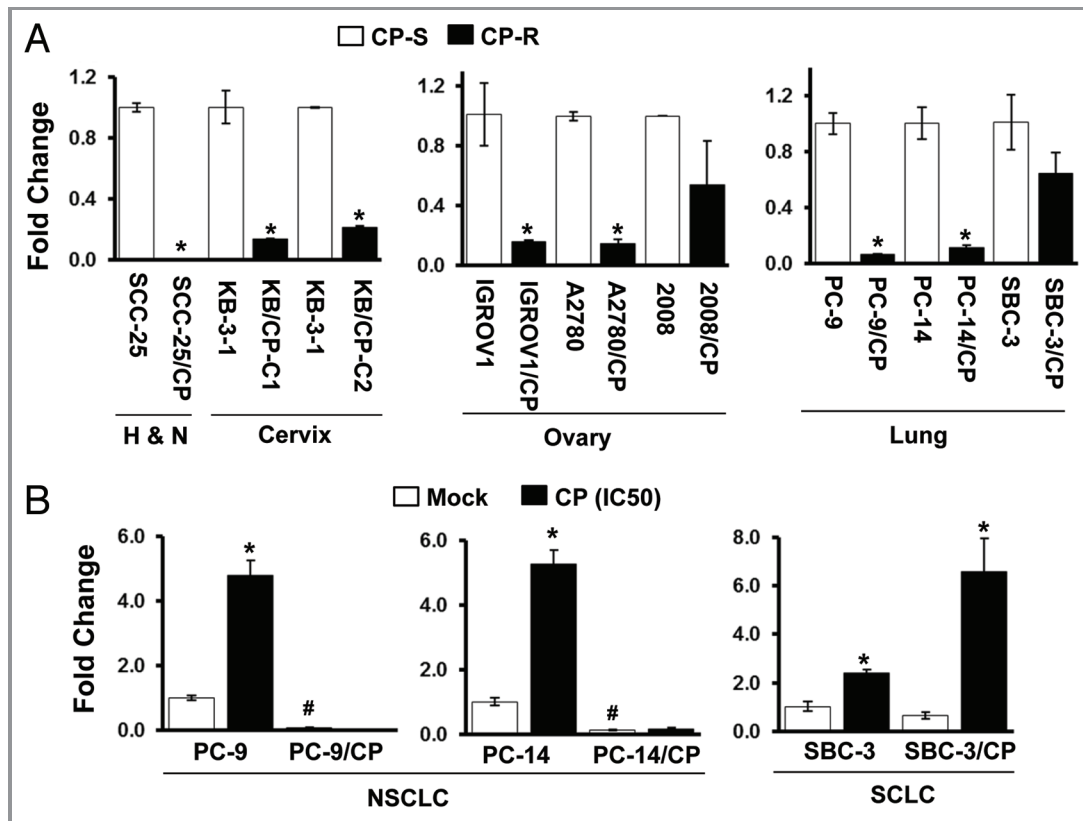 A
CP-S CP-R
Fold Change
1.2
0.8
0.4
0.0
*
*
*
SCC-25
SCC-25/CP
KB-3-1
KB/CP-C1
KB-3-1
KB/CP-C2
H & N
Cervix
1.2
0.8
0.4
0.0
*
*
IGROV1
IGROV1/CP
A2780
A2780/CP
2008
2008/CP
Ovary
1.2
0.8
0.4
0.0
*
*
PC-9
PC-9/CP
PC-14
PC-14/CP
SBC-3
SBC-3/CP
Lung
B
Mock CP (IC50)
Fold Change
6.0
4.0
2.0
0.0
*
#
PC-9 PC-9/CP
6.0
4.0
2.0
0.0
*
#
PC-14 PC-14/CP
NSCLC
8.0
6.0
4.0
2.0
0.0
*
*
SBC-3 SBC-3/CP
SCLC